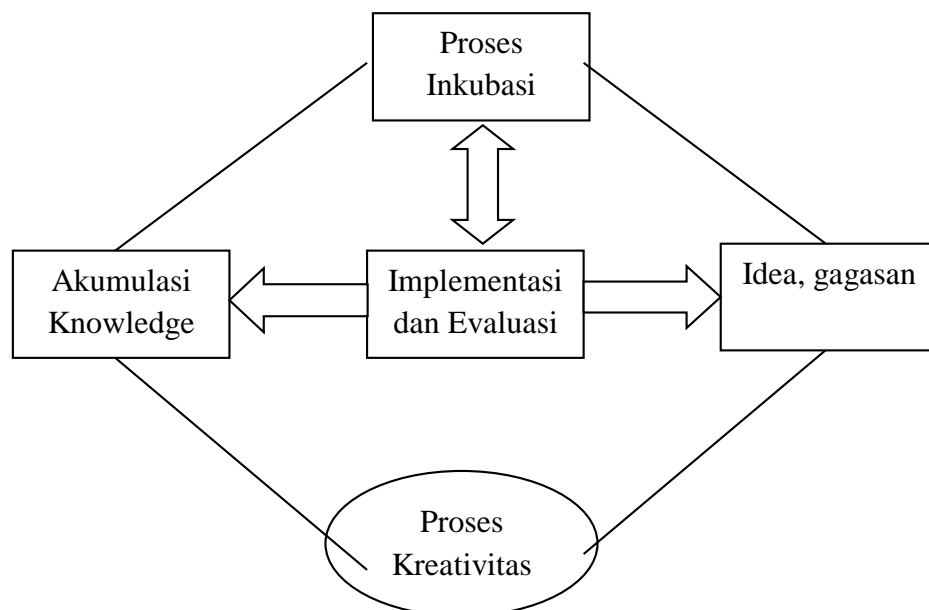 Proses
Inkubasi
Akumulasi
Knowledge
Implementasi
dan Evaluasi
Idea, gagasan
Proses
Kreativitas